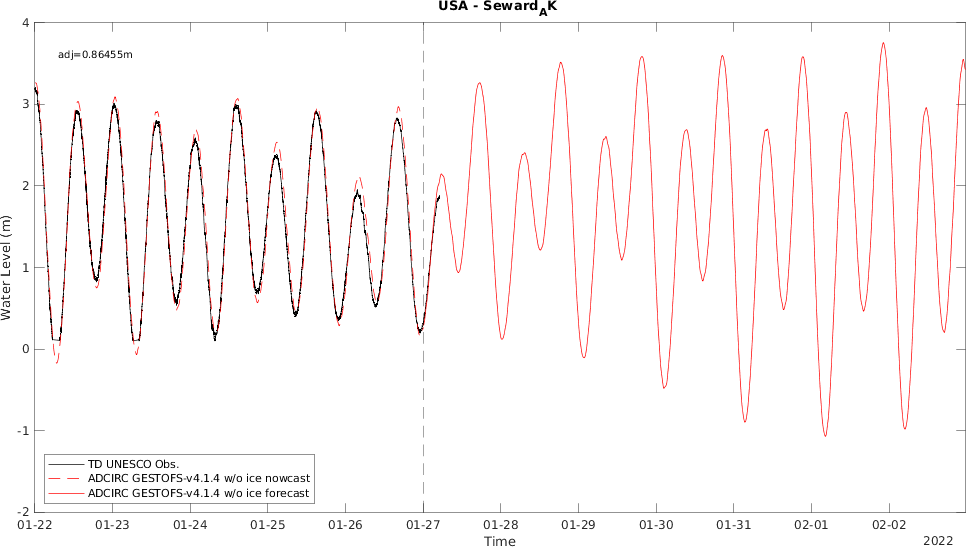 USA - Seward_AK
adj=0.86455m
4
3
2
1
0
-1
-2
Water Level (m)
TD UNESCO Obs.
ADCIRC GESTOFS-v4.1.4 w/o ice nowcast
ADCIRC GESTOFS-v4.1.4 w/o ice forecast
01-22 01-23 01-24 01-25 01-26 01-27 01-28 01-29 01-30 01-31 02-01 02-02
Time
2022